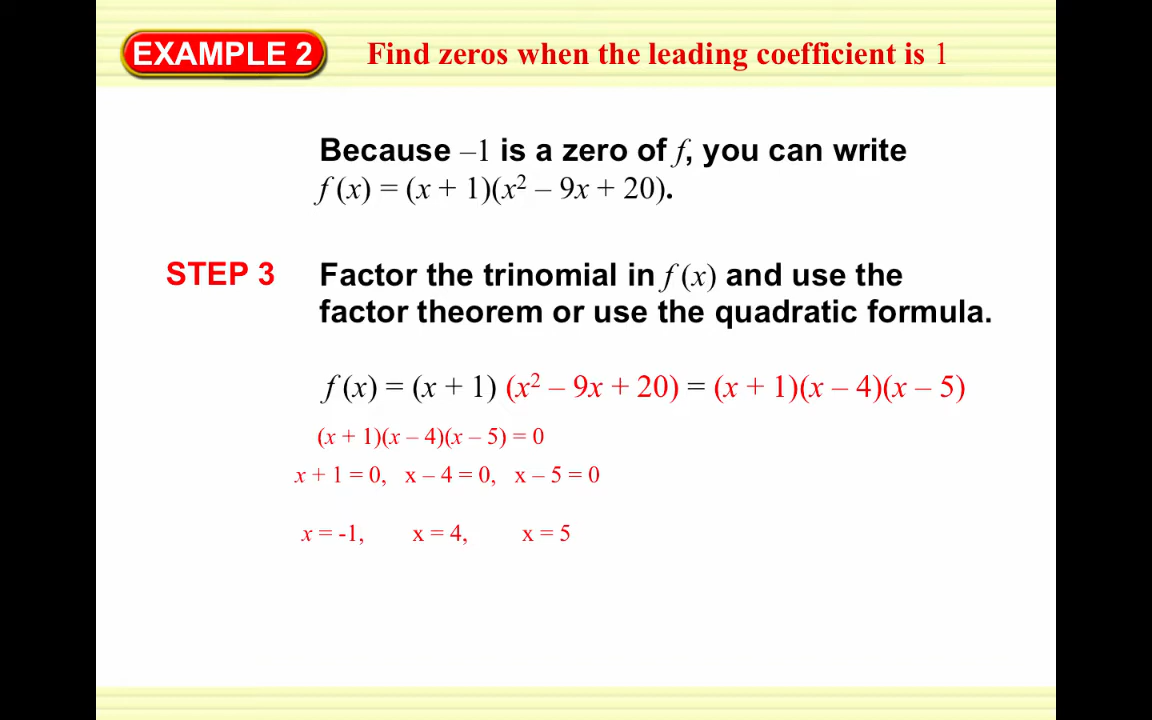 EXAMPLE 2 Find zeros when the leading coefficient is 1
Because –1 is a zero of f, you can write
f (x) = (x + 1)(x² – 9x + 20).
STEP 3 Factor the trinomial in f (x) and use the
factor theorem or use the quadratic formula.
f (x) = (x + 1) (x² – 9x + 20) = (x + 1)(x – 4)(x – 5)
(x + 1)(x – 4)(x – 5) = 0
x + 1 = 0, x – 4 = 0, x – 5 = 0
x = -1, x = 4, x = 5